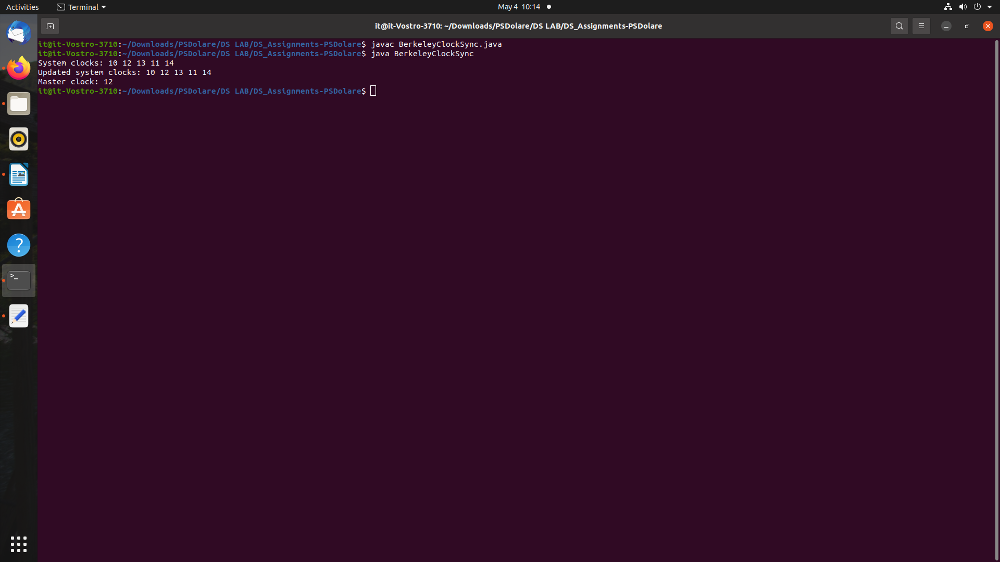 Activities
Terminal
May 4 10:14
it@it-Vostro-3710: ~/Downloads/PSDolare/DS LAB/DS_Assignments-PSDolare
it@it-Vostro-3710:~/Downloads/PSDolare/DS LAB/DS_Assignments-PSDolare$ javac BerkeleyClockSync.java
it@it-Vostro-3710:~/Downloads/PSDolare/DS LAB/DS_Assignments-PSDolare$ java BerkeleyClockSync
System clocks: 10 12 13 11 14
Updated system clocks: 10 12 13 11 14
Master clock: 12
it@it-Vostro-3710:~/Downloads/PSDolare/DS LAB/DS_Assignments-PSDolare$